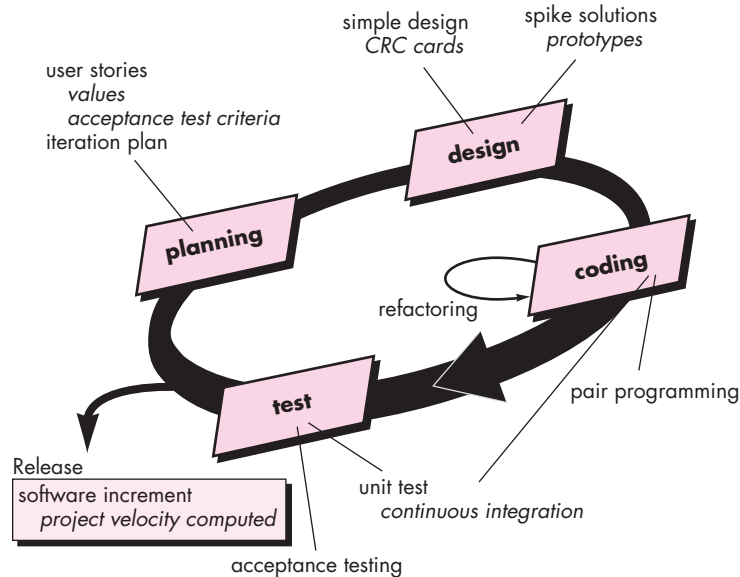 simple design
CRC cards
spike solutions
prototypes
user stories
values
acceptance test criteria
iteration plan
design
planning
coding
refactoring
test
pair programming
Release
software increment
project velocity computed
unit test
continuous integration
acceptance testing